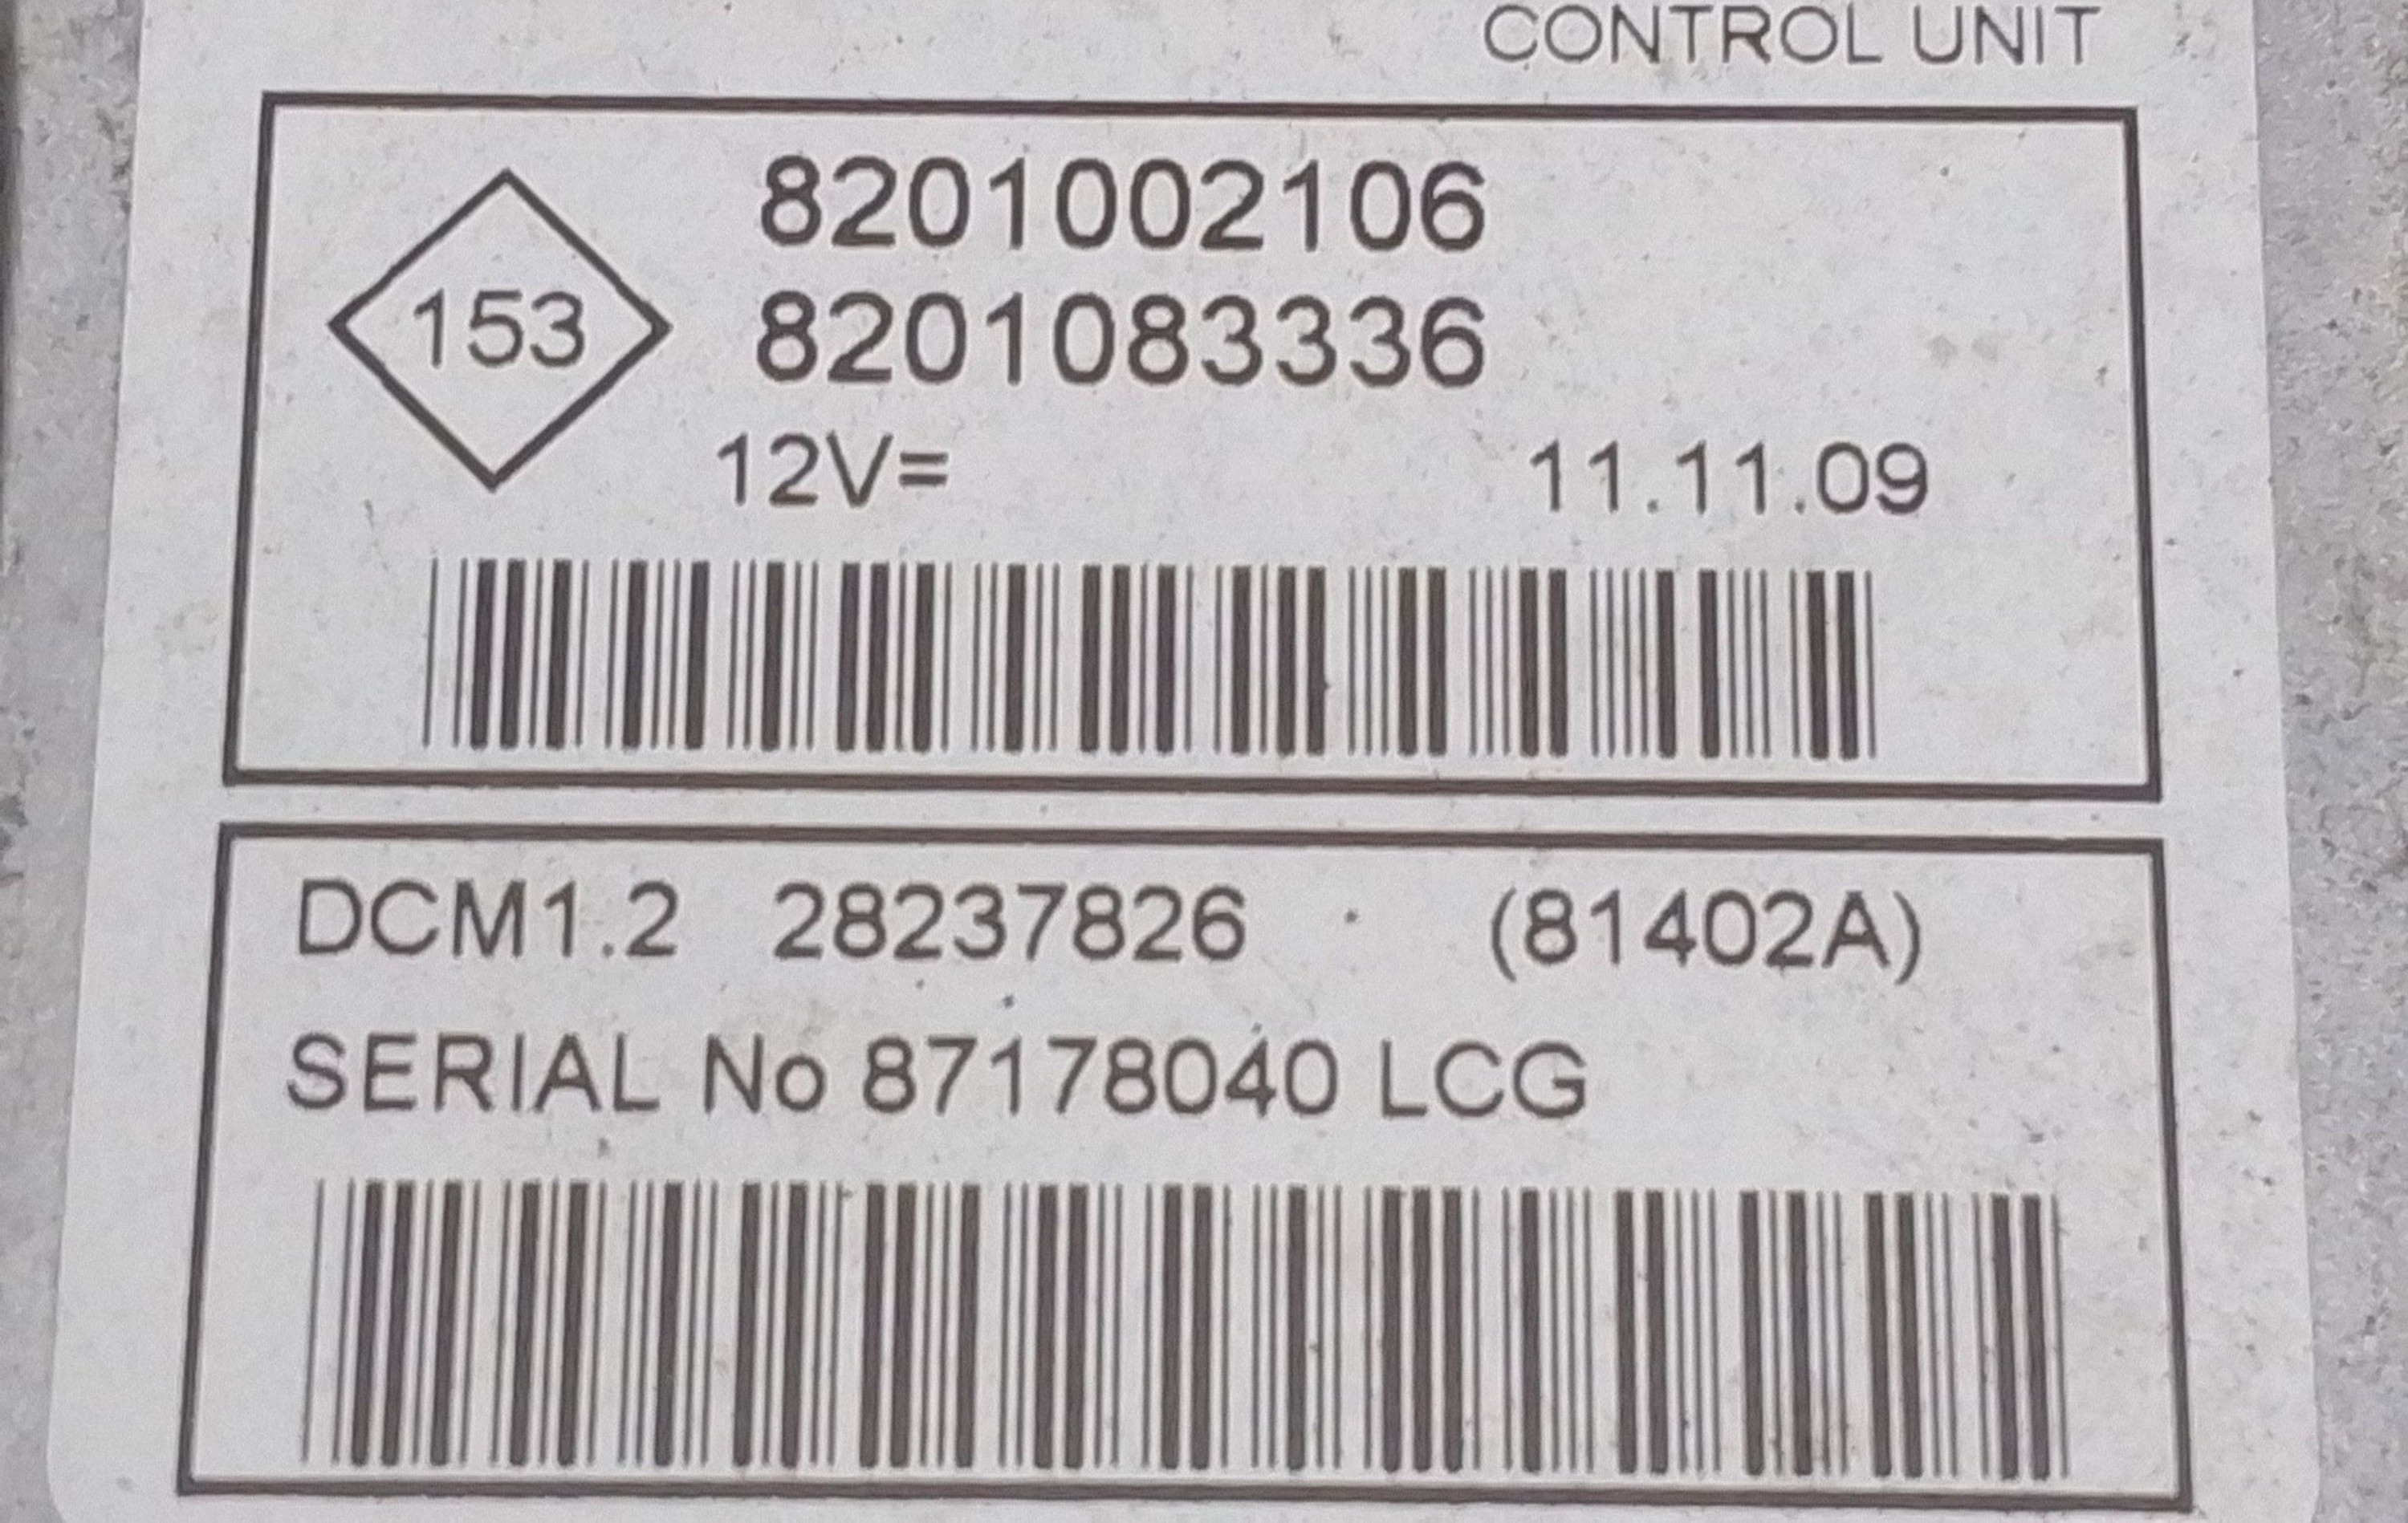 CONTROL UNIT
8201002106
153
8201083336
12V= 11.11.09
DCM1.2 28237826 (81402A)
SERIAL No 87178040 LCG